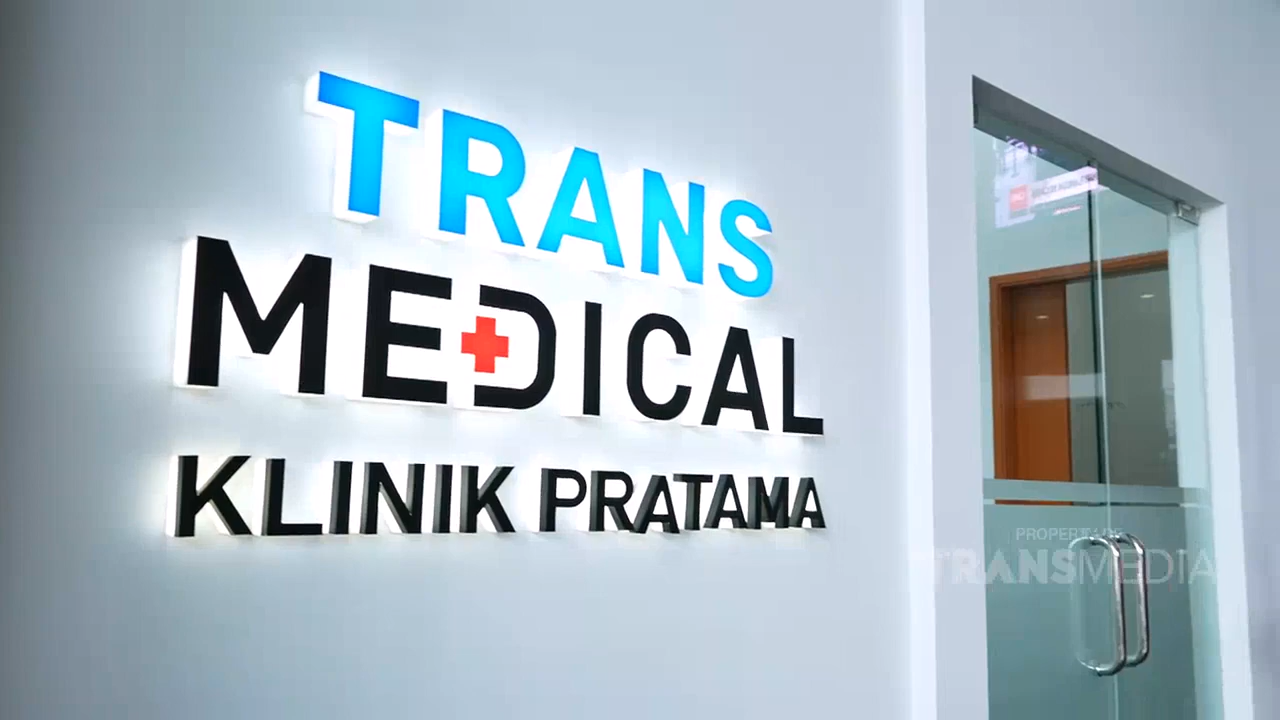 TRANS
MEDICAL
KLINIK PRATAMA
PROPERTY OF
TRANSMEDIA